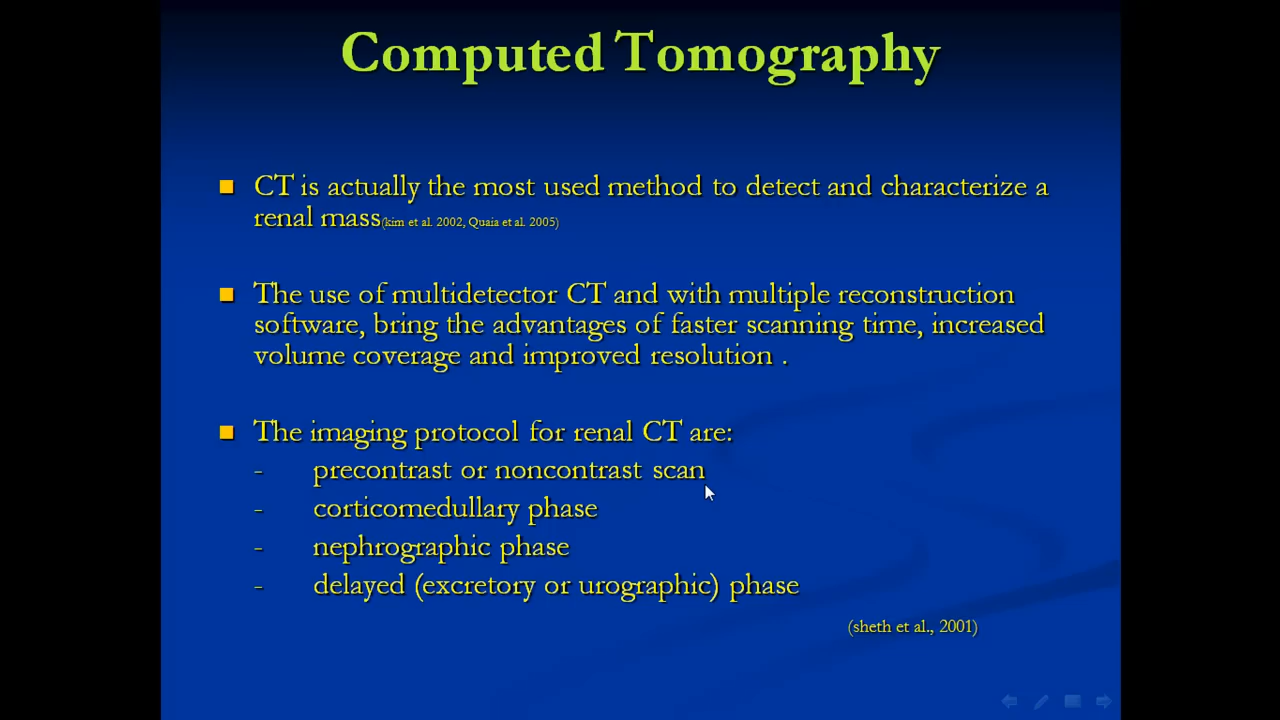 Computed Tomography
CT is actually the most used method to detect and characterize a
renal mass(kim et al. 2002, Quaia et al. 2005)
The use of multidetector CT and with multiple reconstruction
software, bring the advantages of faster scanning time, increased
volume coverage and improved resolution .
The imaging protocol for renal CT are:
- precontrast or noncontrast scan
- corticomedullary phase
- nephrographic phase
- delayed (excretory or urographic) phase
(sheth et al., 2001)